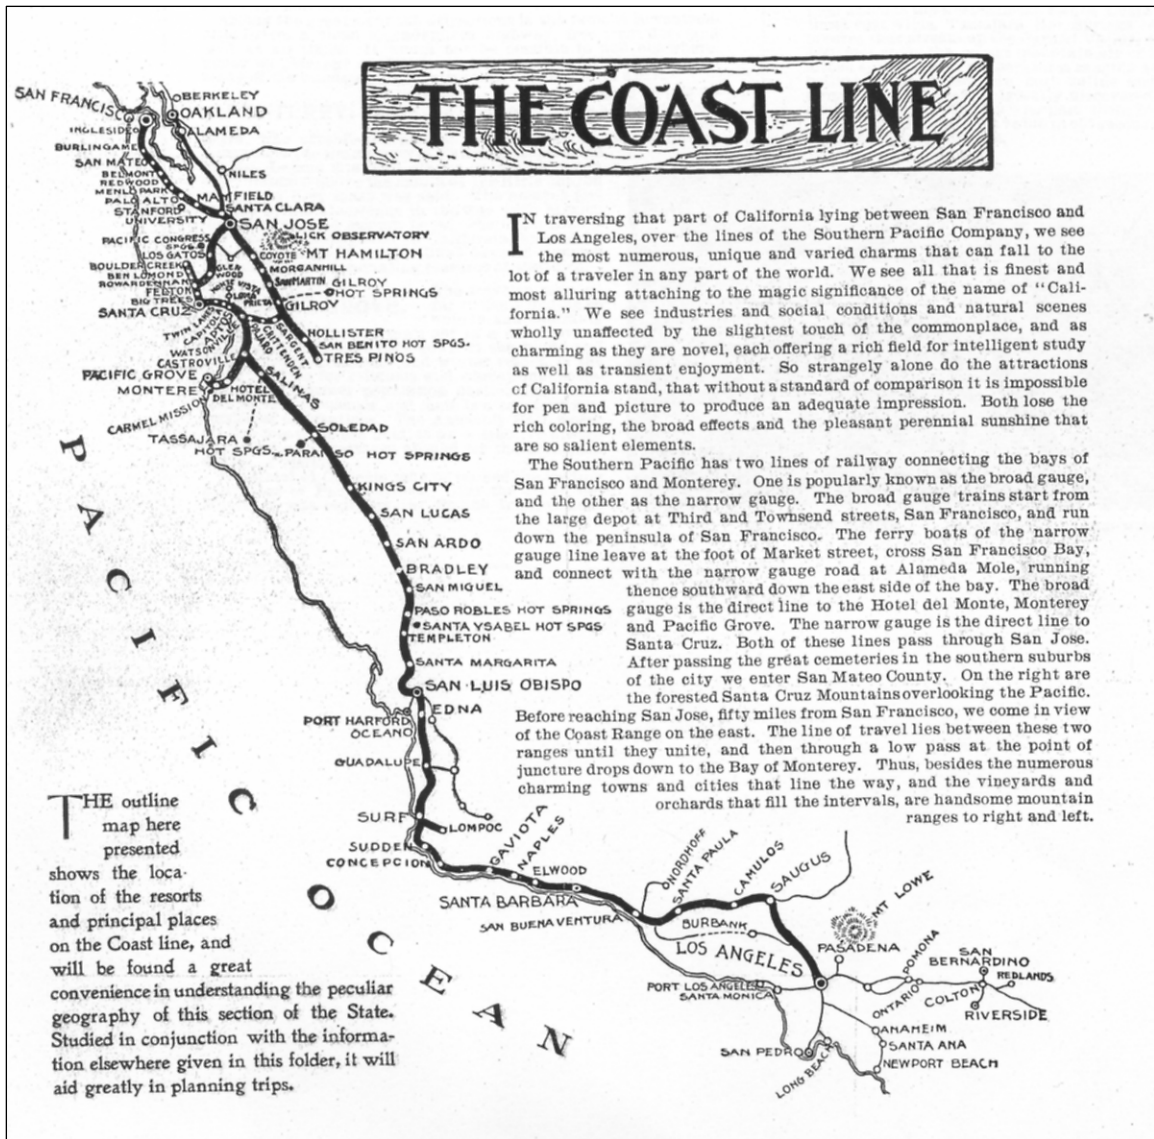 THE COAST LINE
SAN FRANCISCO
BERKELEY
OAKLAND
ALAMEDA
INGLESIDE
BURLINGAME
SAN MATEO
BELMONT
REDWOOD
MENLO PARK
PALO ALTO
STANFORD
UNIVERSITY
NILES
MAYFIELD
SANTA CLARA
SAN JOSE
LICK OBSERVATORY
MT HAMILTON
COYOTE
PACIFIC CONGRESS
SPGS.
LOS GATOS
BOULDER CREEK
BEN LOMOND
ROWARDENNAN
FELTON
BIG TREES
SANTA CRUZ
GLEN
WOOD
LOMA
PRIETA
MORGANHILL
SAN MARTIN
GILROY
HOT SPRINGS
GILROY
TWIN LAKES
CAPITOLA
APTOS
WATSONVILLE
PAJARO
CHITTENDEN
SARGENT
HOLLISTER
SAN BENITO HOT SPGS.
TRES PINOS
CASTROVILLE
PACIFIC GROVE
MONTEREY
HOTEL
DEL MONTE
SALINAS
CARMEL MISSION
TASSAJARA
HOT SPGS.
SOLEDAD
PARAISO HOT SPRINGS
KINGS CITY
SAN LUCAS
SAN ARDO
BRADLEY
SAN MIGUEL
PASO ROBLES HOT SPRINGS
SANTA YSABEL HOT SPGS
TEMPLETON
SANTA MARGARITA
SAN LUIS OBISPO
EDNA
PORT HARFORD
OCEANO
GUADALUPE
SURF
LOMPOC
SUDDEN
CONCEPCION
GAVIOTA
NAPLES
ELWOOD
SANTA BARBARA
SAN BUENAVENTURA
NORDHOFF
SANTA PAULA
CAMULOS
SAUGUS
BURBANK
LOS ANGELES
MT LOWE
PASADENA
POMONA
SAN
BERNARDINO
REDLANDS
ONTARIO
COLTON
RIVERSIDE
PORT LOS ANGELES
SANTA MONICA
ANAHEIM
SANTA ANA
NEWPORT BEACH
SAN PEDRO
LONG BEACH
PACIFIC OCEAN
IN traversing that part of California lying between San Francisco and
Los Angeles, over the lines of the Southern Pacific Company, we see
the most numerous, unique and varied charms that can fall to the
lot of a traveler in any part of the world. We see all that is finest and
most alluring attaching to the magic significance of the name of "Cali-
fornia." We see industries and social conditions and natural scenes
wholly unaffected by the slightest touch of the commonplace, and as
charming as they are novel, each offering a rich field for intelligent study
as well as transient enjoyment. So strangely alone do the attractions
of California stand, that without a standard of comparison it is impossible
for pen and picture to produce an adequate impression. Both lose the
rich coloring, the broad effects and the pleasant perennial sunshine that
are so salient elements.
The Southern Pacific has two lines of railway connecting the bays of
San Francisco and Monterey. One is popularly known as the broad gauge,
and the other as the narrow gauge. The broad gauge trains start from
the large depot at Third and Townsend streets, San Francisco, and run
down the peninsula of San Francisco. The ferry boats of the narrow
gauge line leave at the foot of Market street, cross San Francisco Bay,
and connect with the narrow gauge road at Alameda Mole, running
thence southward down the east side of the bay. The broad
gauge is the direct line to the Hotel del Monte, Monterey
and Pacific Grove. The narrow gauge is the direct line to
Santa Cruz. Both of these lines pass through San Jose.
After passing the great cemeteries in the southern suburbs
of the city we enter San Mateo County. On the right are
the forested Santa Cruz Mountains overlooking the Pacific.
Before reaching San Jose, fifty miles from San Francisco, we come in view
of the Coast Range on the east. The line of travel lies between these two
ranges until they unite, and then through a low pass at the point of
juncture drops down to the Bay of Monterey. Thus, besides the numerous
charming towns and cities that line the way, and the vineyards and
orchards that fill the intervals, are handsome mountain
ranges to right and left.
THE outline
map here
presented
shows the loca-
tion of the resorts
and principal places
on the Coast line, and
will be found a great
convenience in understanding the peculiar
geography of this section of the State.
Studied in conjunction with the informa-
tion elsewhere given in this folder, it will
aid greatly in planning trips.